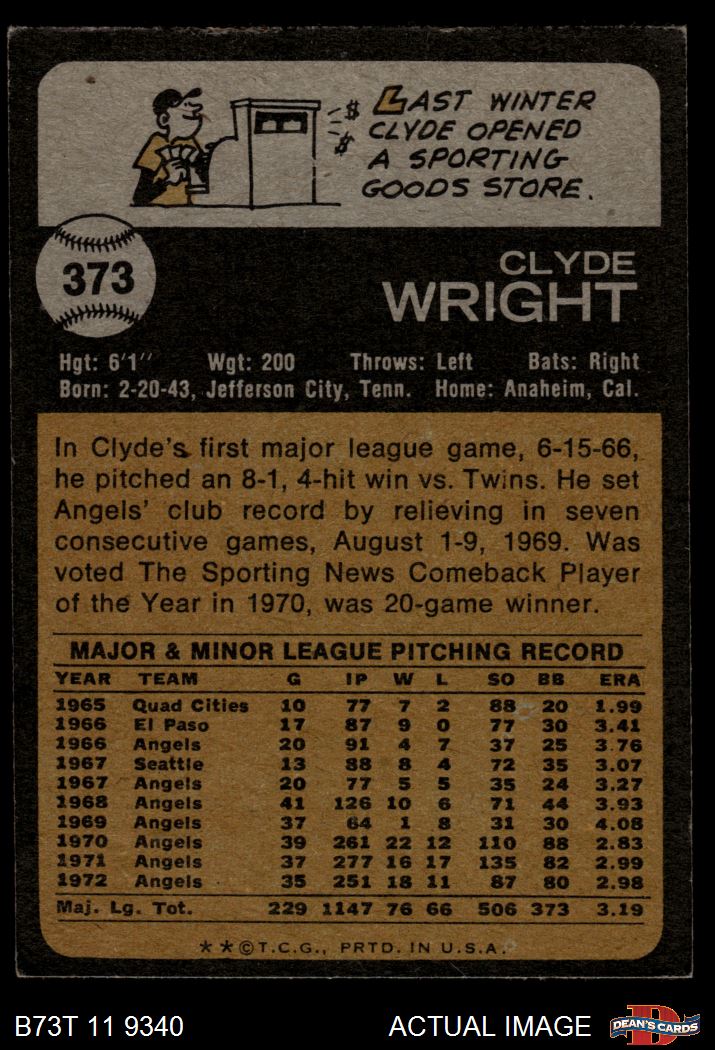 LAST WINTER
CLYDE OPENED
A SPORTING
GOODS STORE.
$
$
373
CLYDE
WRIGHT
Hgt: 6'1" Wgt: 200 Throws: Left Bats: Right
Born: 2-20-43, Jefferson City, Tenn. Home: Anaheim, Cal.
In Clyde's first major league game, 6-15-66,
he pitched an 8-1, 4-hit win vs. Twins. He set
Angels' club record by relieving in seven
consecutive games, August 1-9, 1969. Was
voted The Sporting News Comeback Player
of the Year in 1970, was 20-game winner.
MAJOR & MINOR LEAGUE PITCHING RECORD
YEAR TEAM G IP W L SO BB ERA
1965 Quad Cities 10 77 7 2 88 20 1.99
1966 El Paso 17 87 9 0 77 30 3.41
1966 Angels 20 91 4 7 37 25 3.76
1967 Seattle 13 88 8 4 72 35 3.07
1967 Angels 20 77 5 5 35 24 3.27
1968 Angels 41 126 10 6 71 44 3.93
1969 Angels 37 64 1 8 31 30 4.08
1970 Angels 39 261 22 12 110 88 2.83
1971 Angels 37 277 16 17 135 82 2.99
1972 Angels 35 251 18 11 87 80 2.98
Maj. Lg. Tot. 229 1147 76 66 506 373 3.19
**©T.C.G., PRTD. IN U.S.A.
B73T 11 9340 ACTUAL IMAGE
D
DEAN'S CARDS